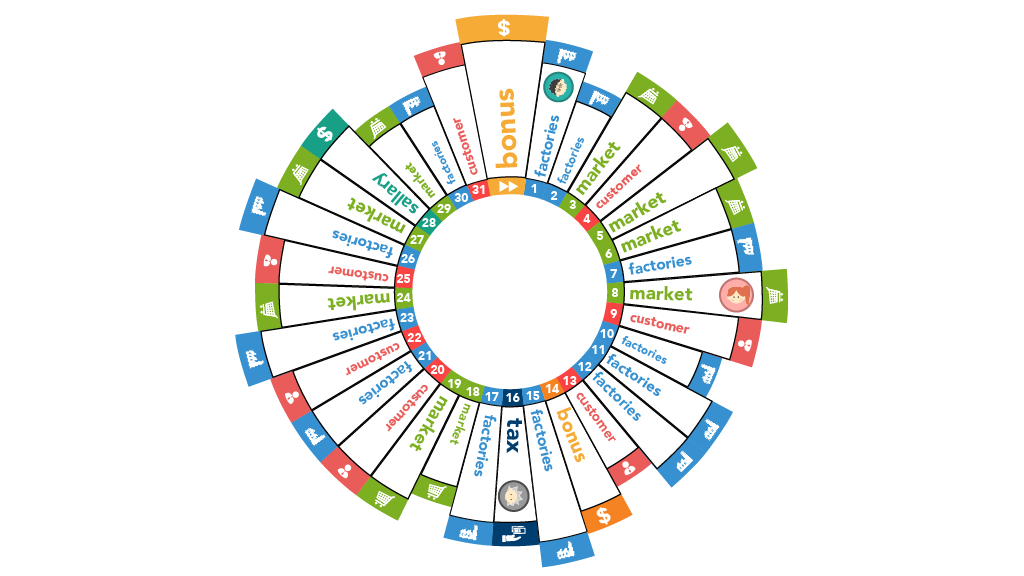 $
bonus
1
factories
2
factories
3
market
4
customer
5
market
6
market
7
factories
8
market
9
customer
10
factories
11
factories
12
factories
13
customer
14
bonus
$
15
factories
16
tax
17
factories
18
market
19
market
20
customer
21
factories
22
customer
23
factories
24
market
25
customer
26
factories
27
market
28
sallary
$
29
market
30
factories
31
customer